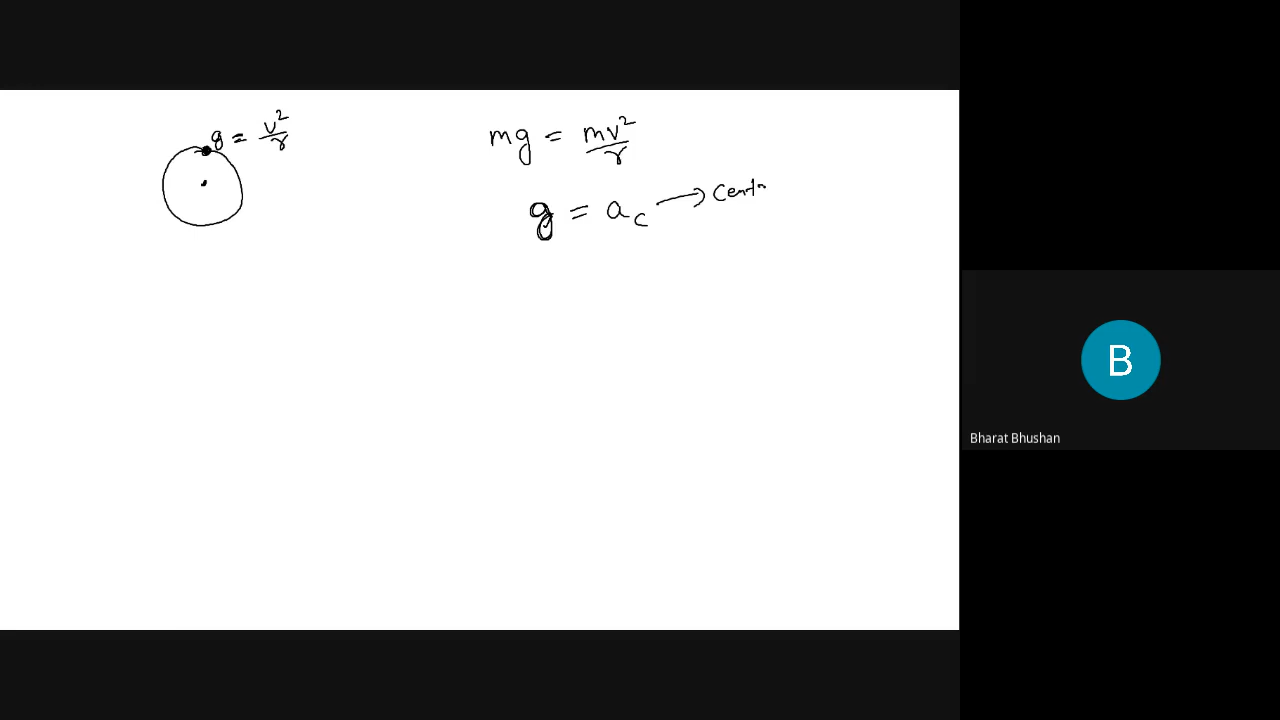 g = v²/r
mg = mv²/r
g = a_c → Centr
B
Bharat Bhushan